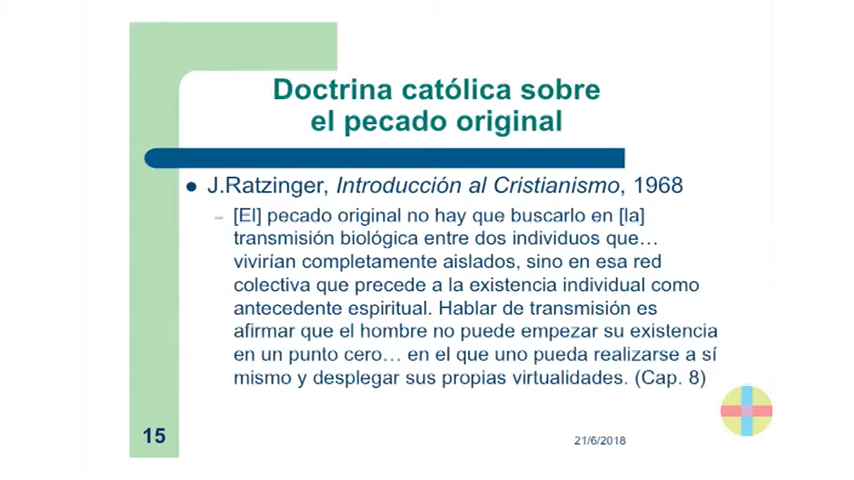 Doctrina católica sobre
el pecado original
J.Ratzinger, Introducción al Cristianismo, 1968
[El] pecado original no hay que buscarlo en [la]
transmisión biológica entre dos individuos que…
vivirían completamente aislados, sino en esa red
colectiva que precede a la existencia individual como
antecedente espiritual. Hablar de transmisión es
afirmar que el hombre no puede empezar su existencia
en un punto cero… en el que uno pueda realizarse a sí
mismo y desplegar sus propias virtualidades. (Cap. 8)
15
21/6/2018